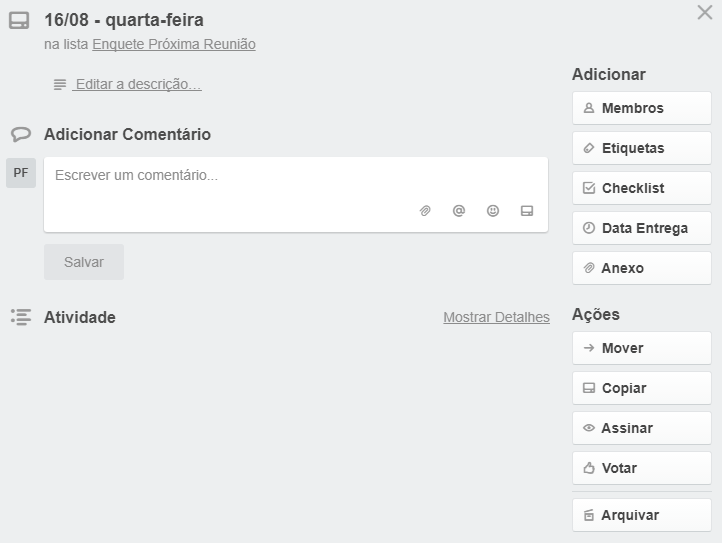 16/08 - quarta-feira
na lista Enquete Próxima Reunião
Editar a descrição...
Adicionar Comentário
PF
Escrever um comentário...
Salvar
Atividade
Mostrar Detalhes
Adicionar
Membros
Etiquetas
Checklist
Data Entrega
Anexo
Ações
Mover
Copiar
Assinar
Votar
Arquivar